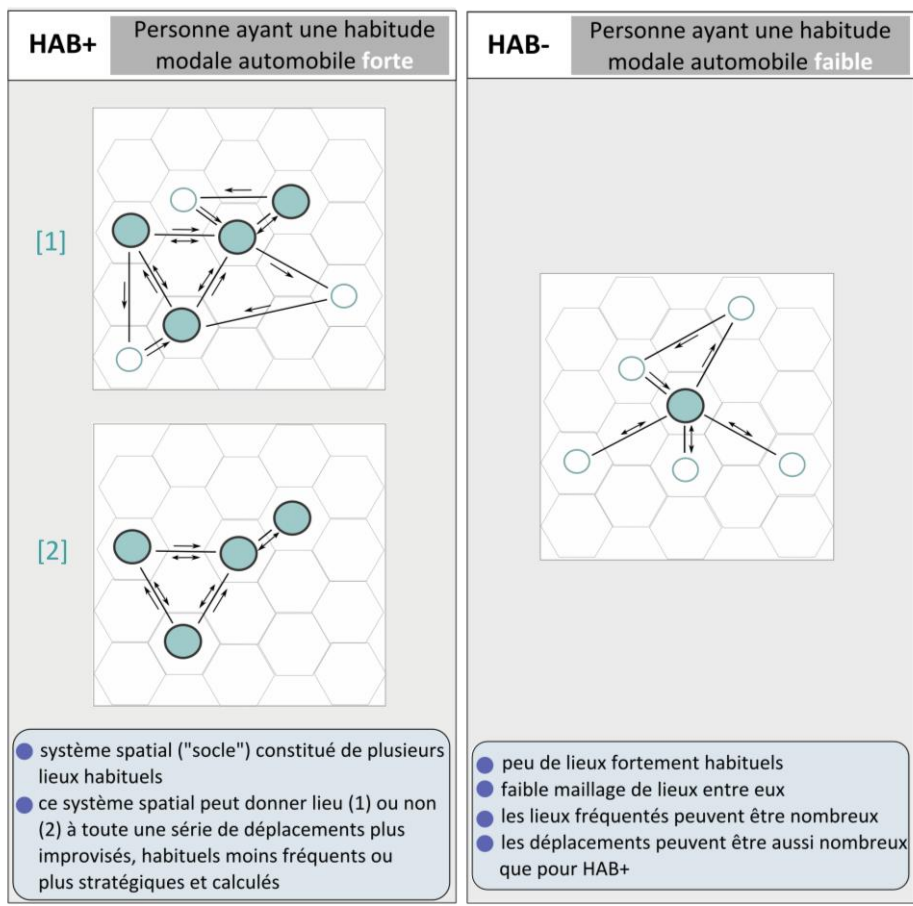 HAB+
Personne ayant une habitude
modale automobile forte
[1]
[2]
système spatial ("socle") constitué de plusieurs
lieux habituels
ce système spatial peut donner lieu (1) ou non
(2) à toute une série de déplacements plus
improvisés, habituels moins fréquents ou
plus stratégiques et calculés
HAB-
Personne ayant une habitude
modale automobile faible
peu de lieux fortement habituels
faible maillage de lieux entre eux
les lieux fréquentés peuvent être nombreux
les déplacements peuvent être aussi nombreux
que pour HAB+